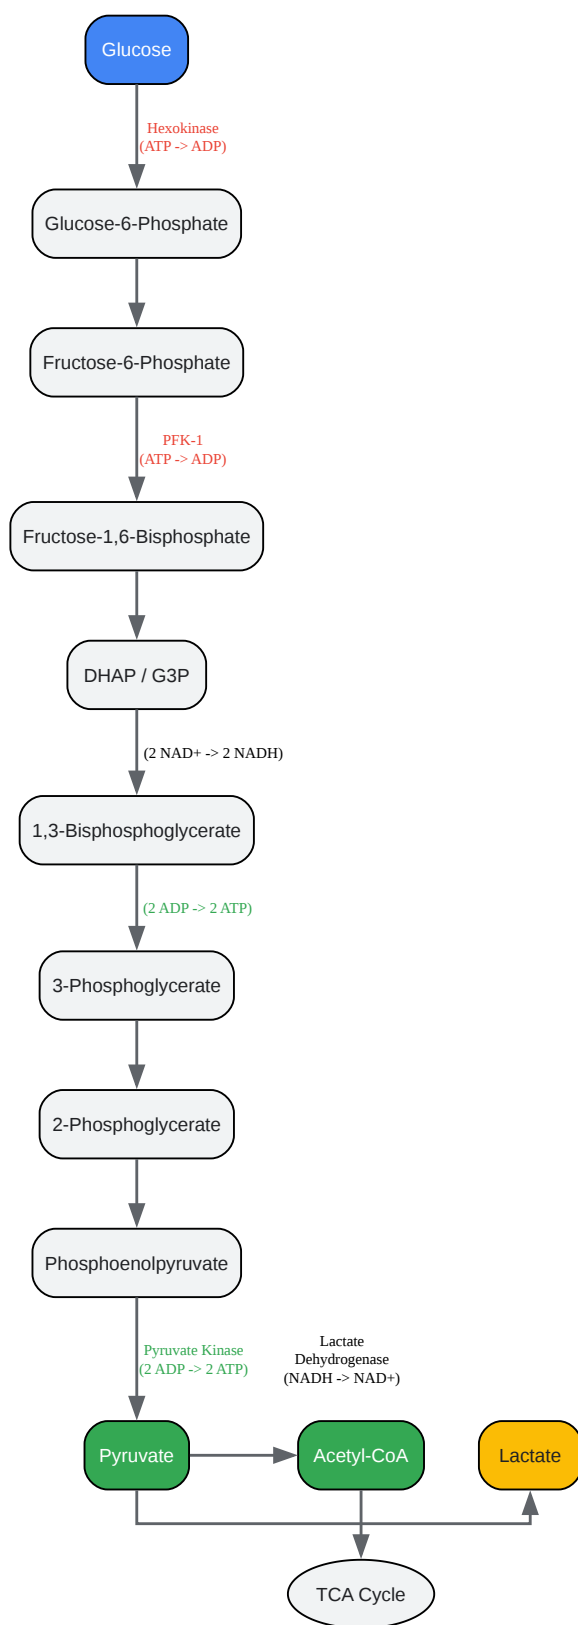 Glucose
Hexokinase
(ATP -> ADP)
Glucose-6-Phosphate
Fructose-6-Phosphate
PFK-1
(ATP -> ADP)
Fructose-1,6-Bisphosphate
DHAP / G3P
(2 NAD+ -> 2 NADH)
1,3-Bisphosphoglycerate
(2 ADP -> 2 ATP)
3-Phosphoglycerate
2-Phosphoglycerate
Phosphoenolpyruvate
Pyruvate Kinase
(2 ADP -> 2 ATP)
Lactate
Dehydrogenase
(NADH -> NAD+)
Pyruvate
Acetyl-CoA
Lactate
TCA Cycle